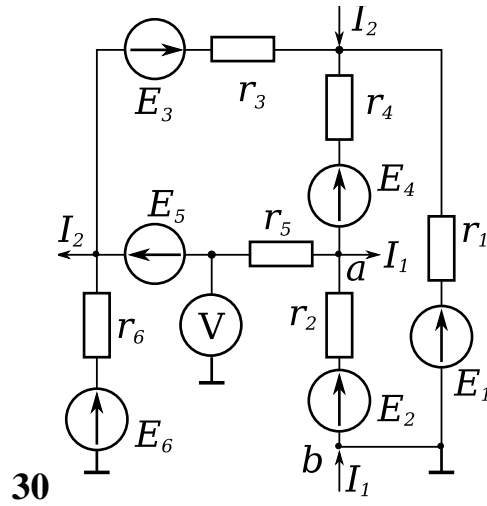 I₂
E₃
r₃
r₄
E₄
E₅
r₅
I₂
a
I₁
r₁
V
r₆
r₂
E₁
E₂
E₆
b
I₁
30